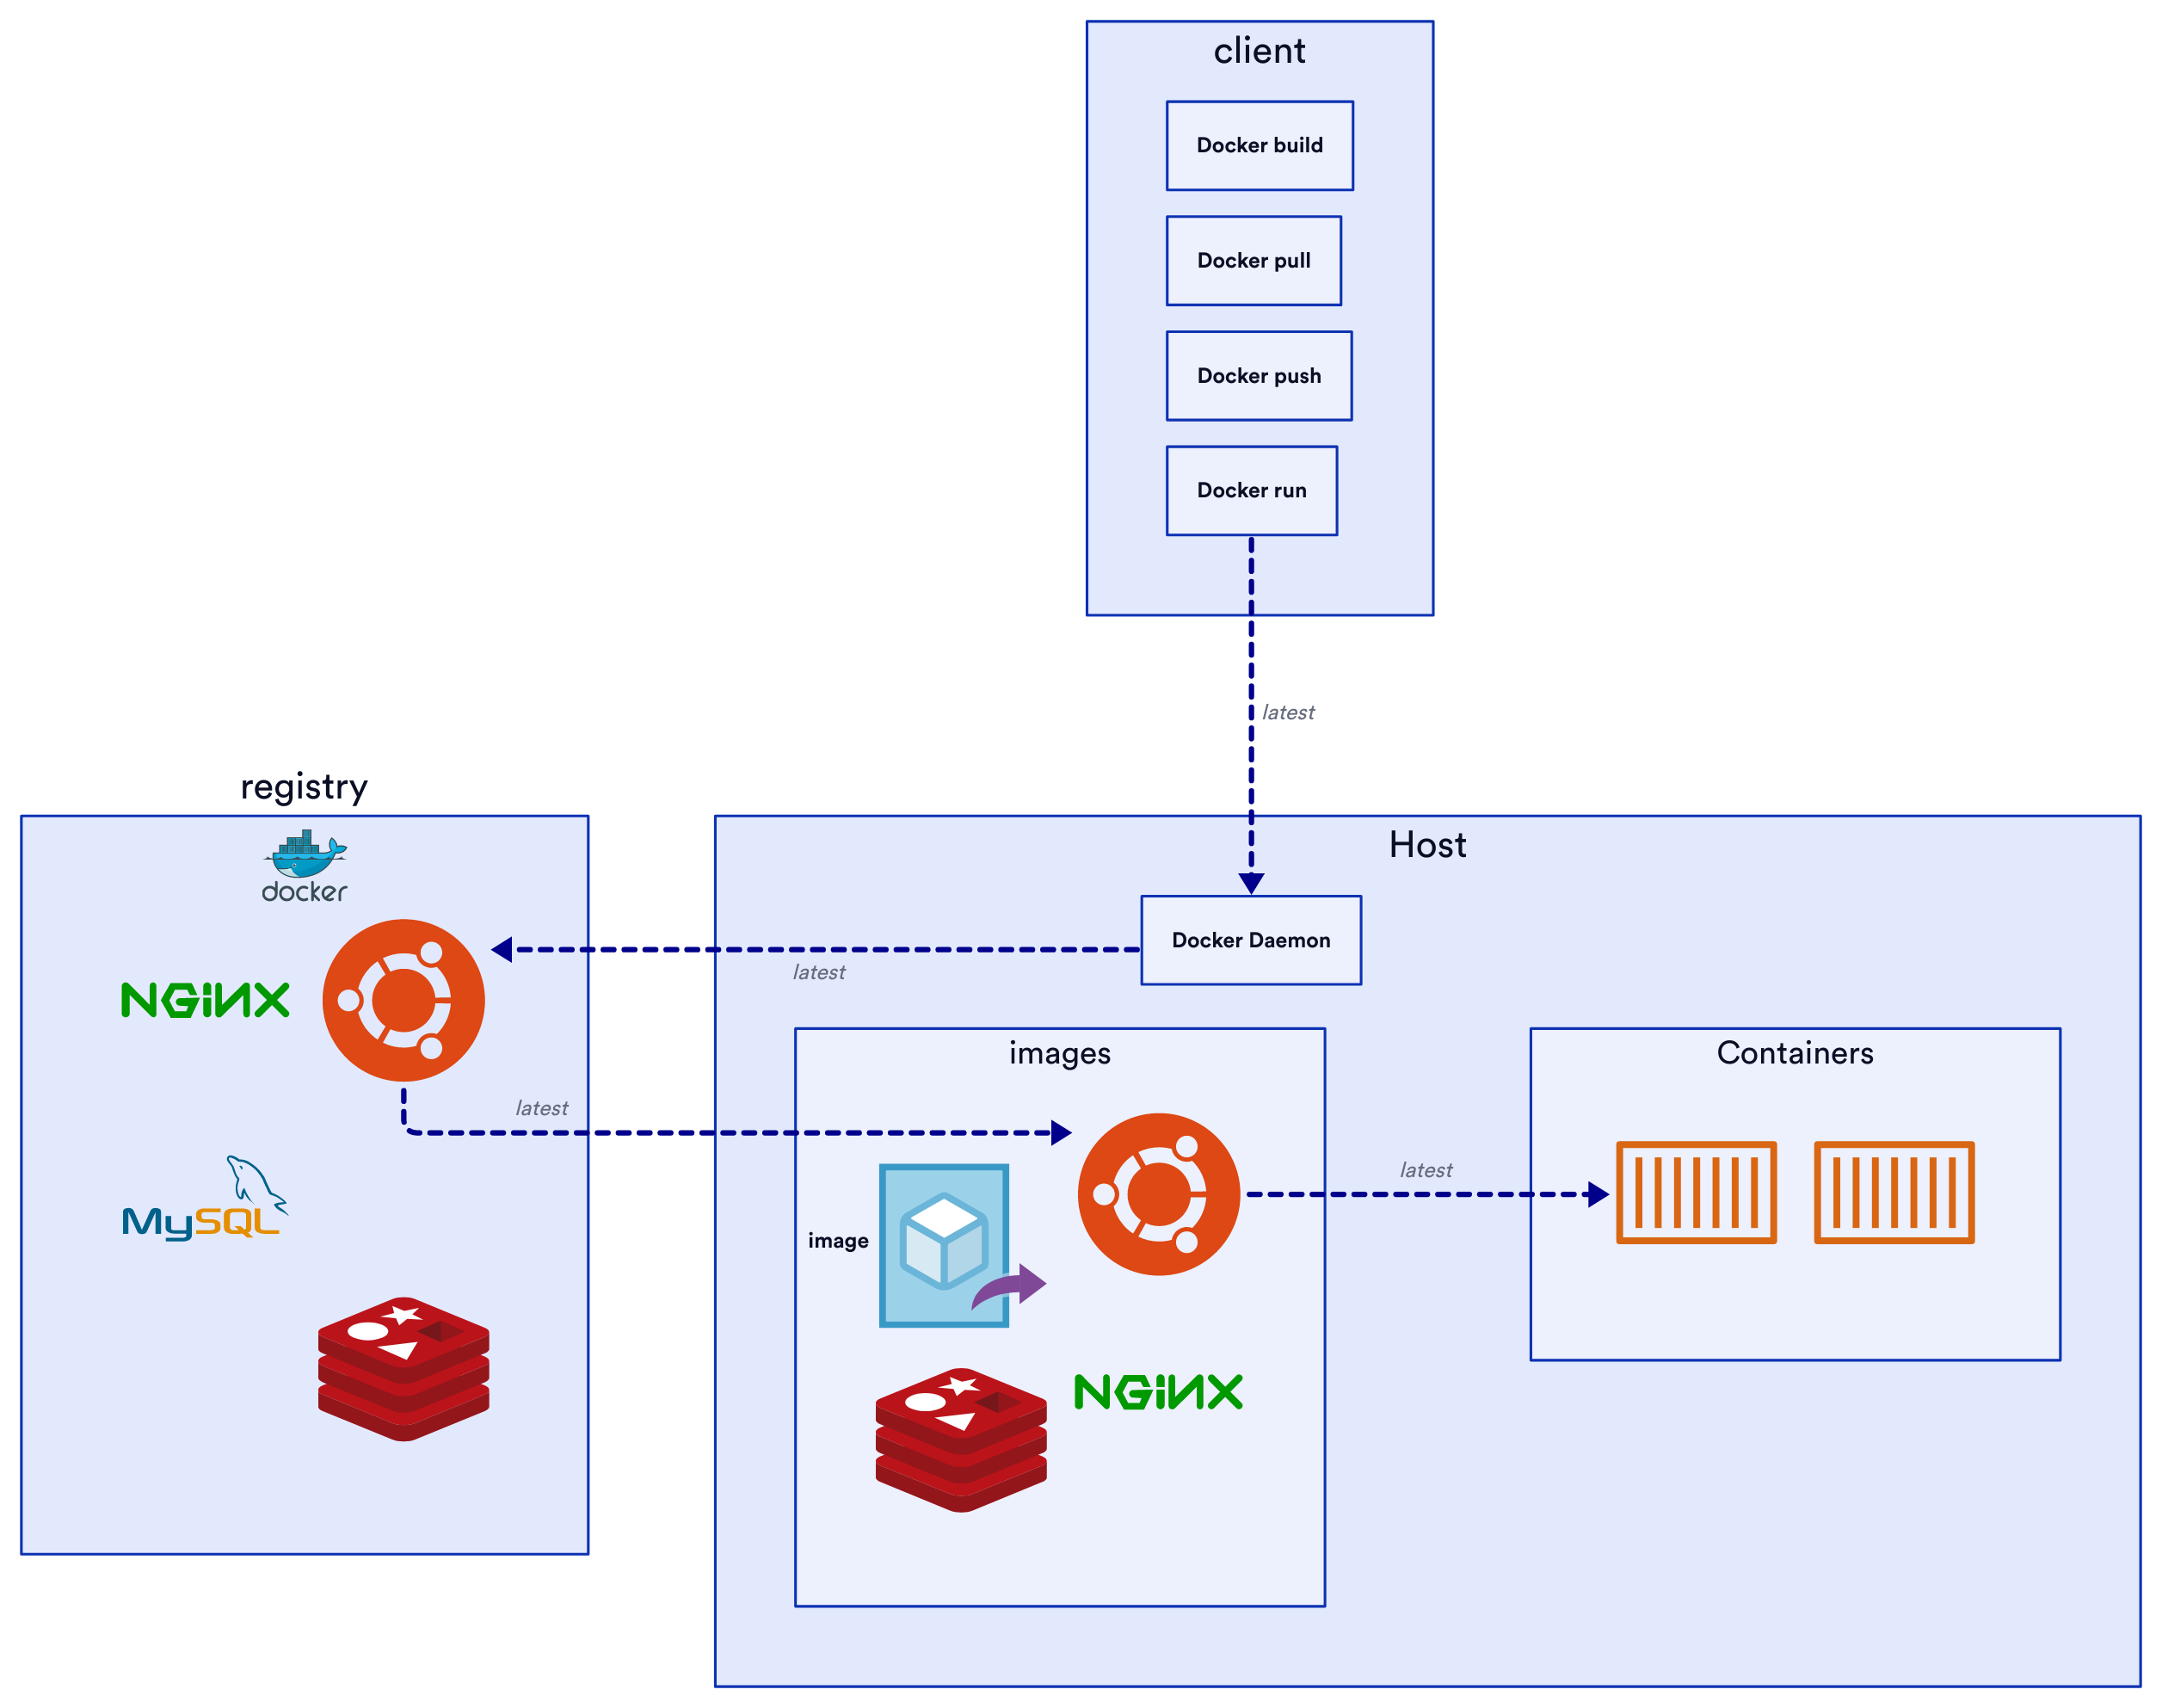 client
Docker build
Docker pull
Docker push
Docker run
latest
registry
docker
NGiNX
MySQL
latest
latest
Host
Docker Daemon
images
image
NGiNX
latest
Containers